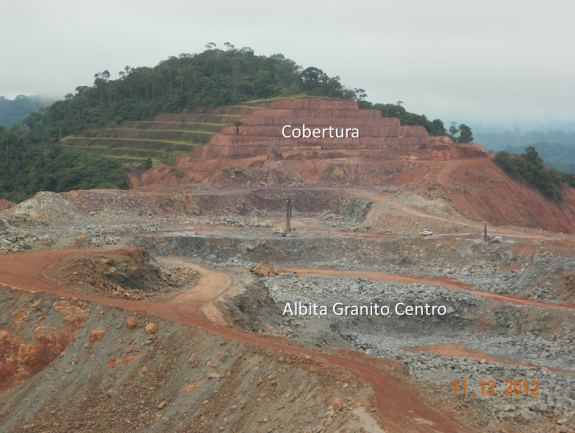 Cobertura
Albita Granito Centro
11.12.2012